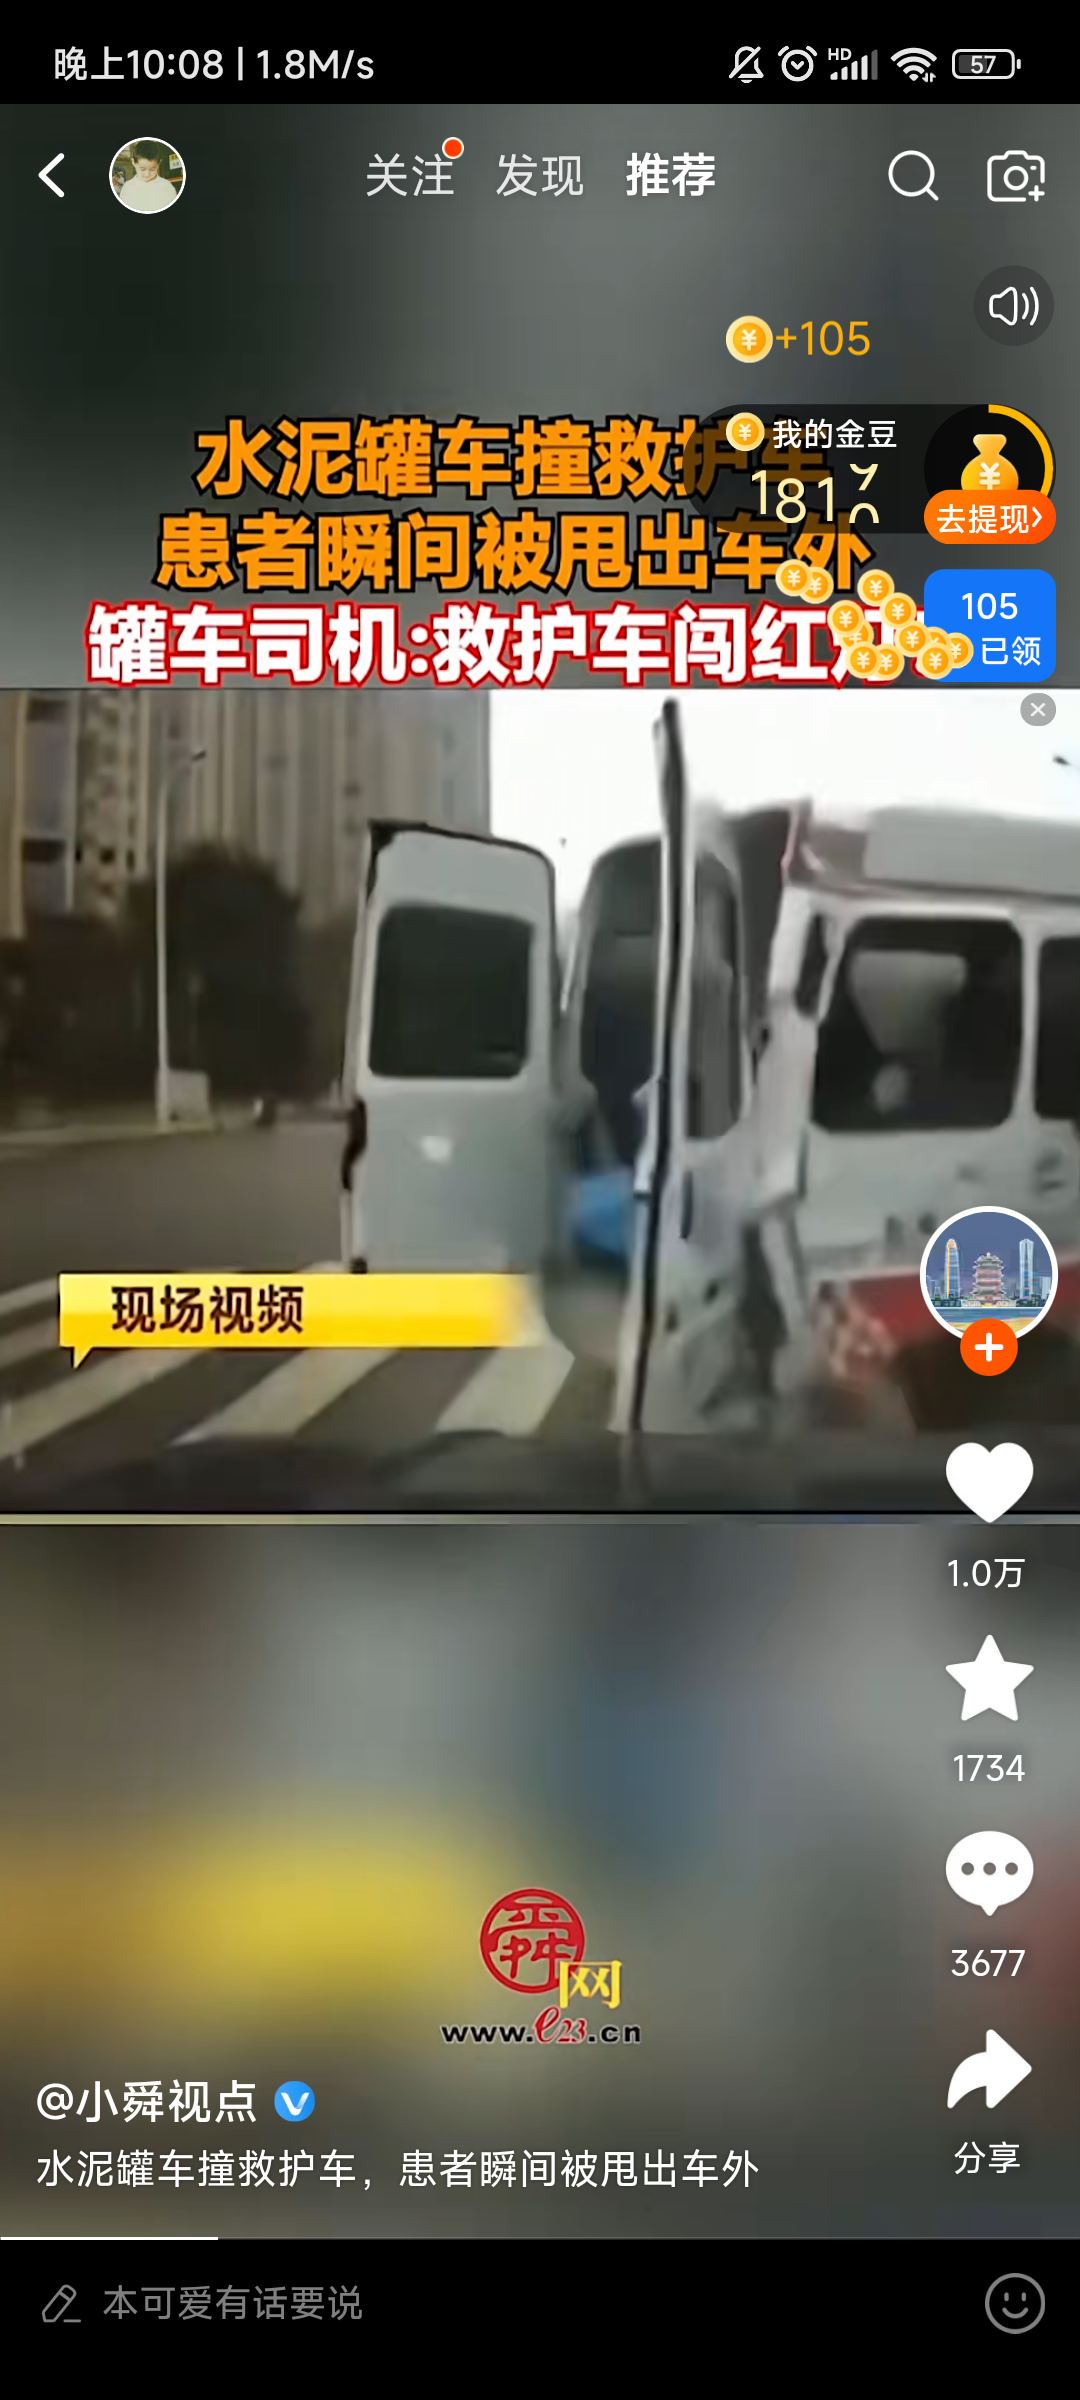 晚上10:08 | 1.8M/s
HD
57
关注 发现 推荐
+105
我的金豆
去提现
105
已领
水泥罐车撞救护车
患者瞬间被甩出车外
罐车司机:救护车闯红
现场视频
1.0万
1734
3677
分享
舜网
www.e23.cn
@小舜视点
水泥罐车撞救护车，患者瞬间被甩出车外
本可爱有话要说